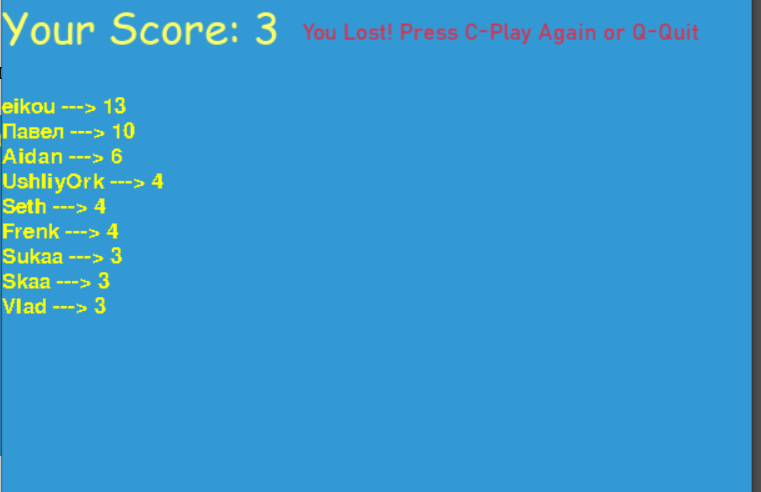 Your Score: 3 You Lost! Press C-Play Again or Q-Quit
eikou ---> 13
Павел ---> 10
Aidan ---> 6
UshliyOrk ---> 4
Seth ---> 4
Frenk ---> 4
Sukaa ---> 3
Skaa ---> 3
Vlad ---> 3